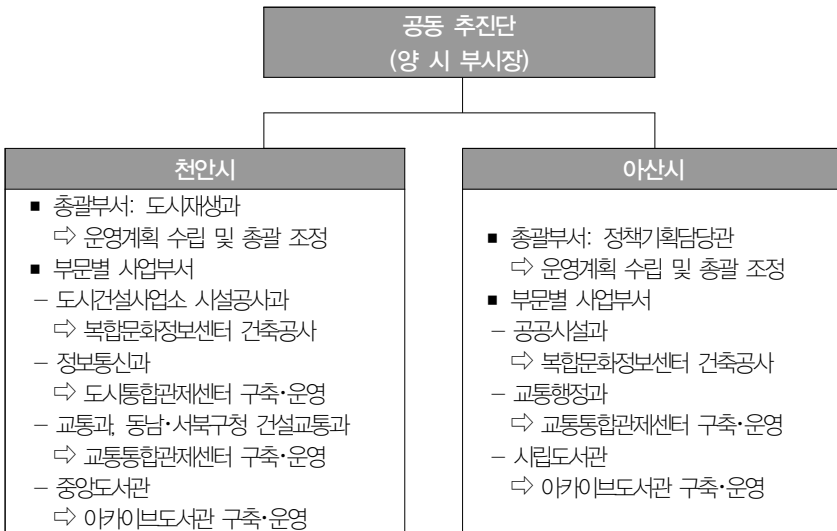 공동 추진단
(양 시 부시장)
천안시
■ 총괄부서: 도시재생과
⇨ 운영계획 수립 및 총괄 조정
■ 부문별 사업부서
– 도시건설사업소 시설공사과
⇨ 복합문화정보센터 건축공사
– 정보통신과
⇨ 도시통합관제센터 구축•운영
– 교통과, 동남•서북구청 건설교통과
⇨ 교통통합관제센터 구축•운영
– 중앙도서관
⇨ 아카이브도서관 구축•운영
아산시
■ 총괄부서: 정책기획담당관
⇨ 운영계획 수립 및 총괄 조정
■ 부문별 사업부서
– 공공시설과
⇨ 복합문화정보센터 건축공사
– 교통행정과
⇨ 교통통합관제센터 구축•운영
– 시립도서관
⇨ 아카이브도서관 구축•운영